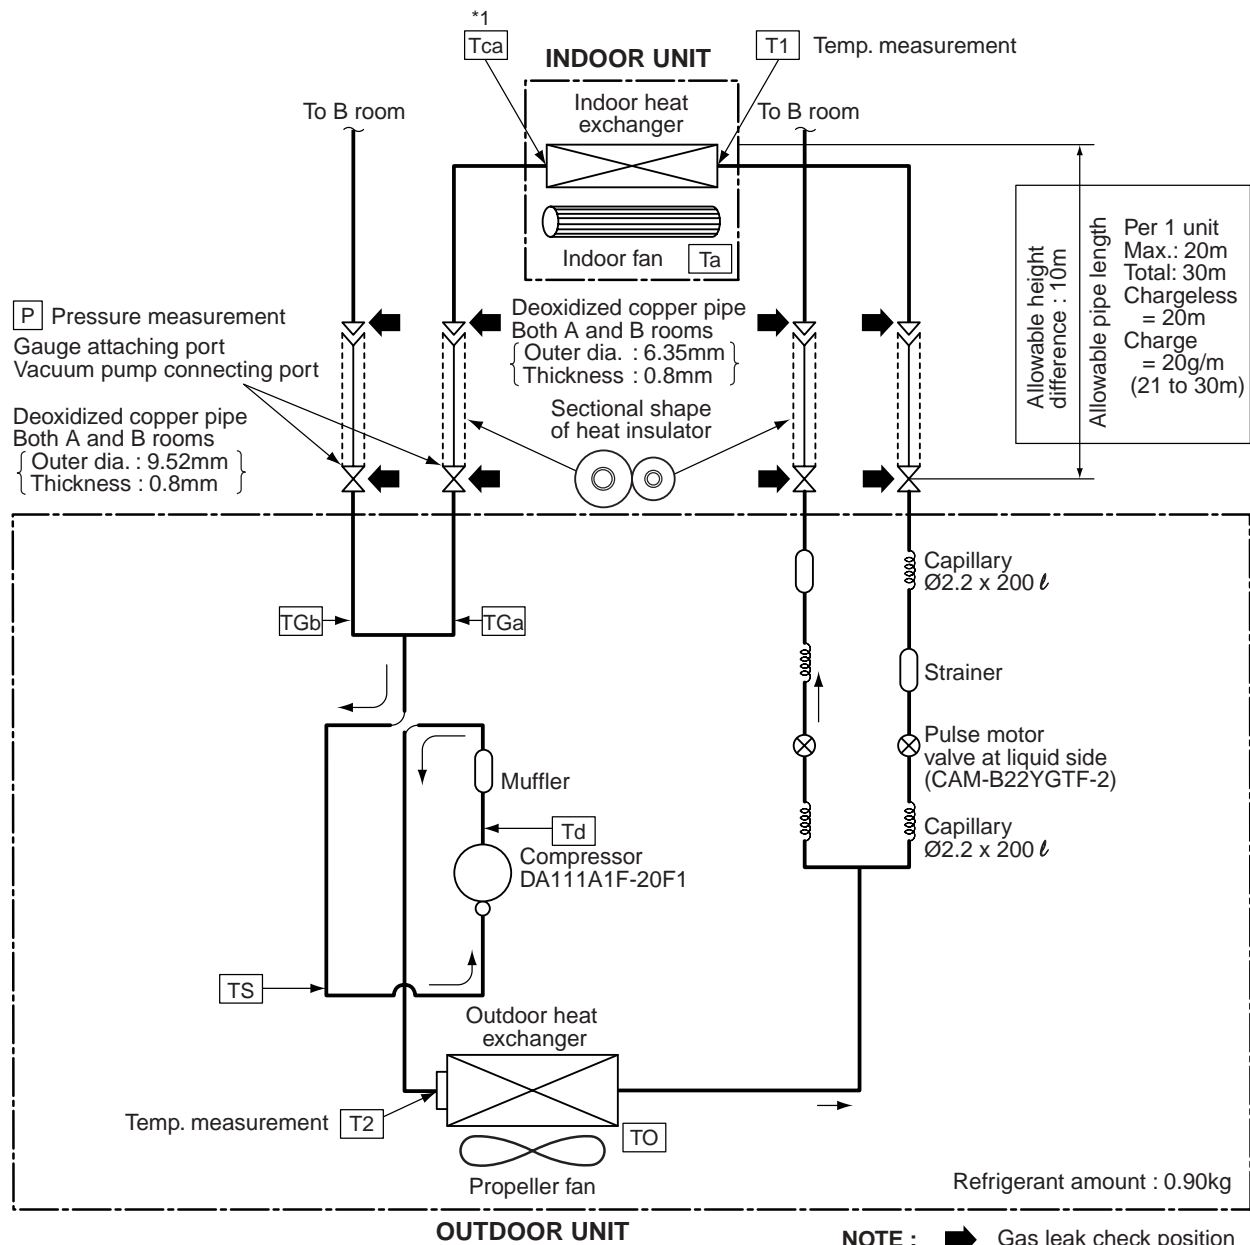 *1
Tca
T1 Temp. measurement
INDOOR UNIT
To B room
Indoor heat
exchanger
To B room
Indoor fan
Ta
Allowable height
difference : 10m
Allowable pipe length
Per 1 unit
Max.: 20m
Total: 30m
Chargeless
= 20m
Charge
= 20g/m
(21 to 30m)
P Pressure measurement
Gauge attaching port
Vacuum pump connecting port
Deoxidized copper pipe
Both A and B rooms
Outer dia. : 9.52mm
Thickness : 0.8mm
Deoxidized copper pipe
Both A and B rooms
Outer dia. : 6.35mm
Thickness : 0.8mm
Sectional shape
of heat insulator
TGb
TGa
Capillary
Ø2.2 x 200 ℓ
Strainer
Pulse motor
valve at liquid side
(CAM-B22YGTF-2)
Capillary
Ø2.2 x 200 ℓ
Muffler
Td
Compressor
DA111A1F-20F1
TS
Outdoor heat
exchanger
Temp. measurement T2
TO
Propeller fan
Refrigerant amount : 0.90kg
OUTDOOR UNIT
NOTE : Gas leak check position